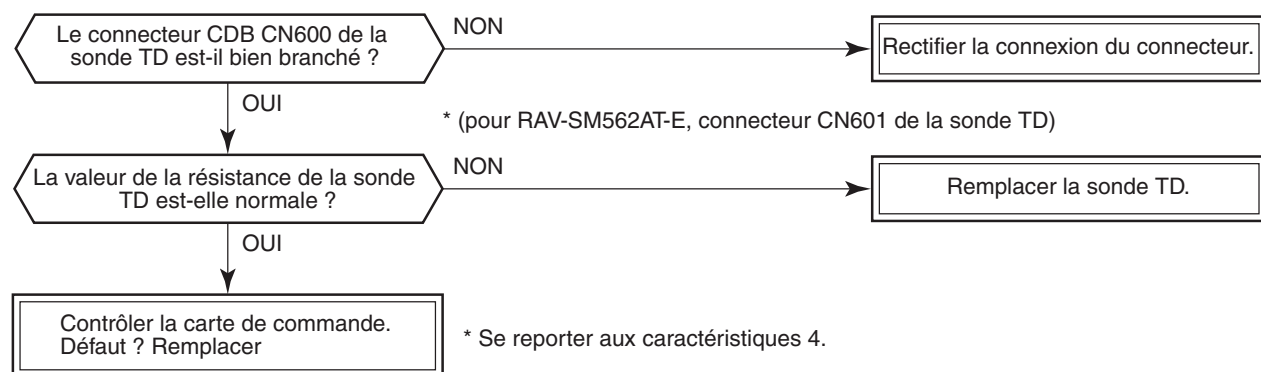 Le connecteur CDB CN600 de la
sonde TD est-il bien branché ?
NON
Rectifier la connexion du connecteur.
OUI
* (pour RAV-SM562AT-E, connecteur CN601 de la sonde TD)
La valeur de la résistance de la sonde
TD est-elle normale ?
NON
Remplacer la sonde TD.
OUI
Contrôler la carte de commande.
Défaut ? Remplacer
* Se reporter aux caractéristiques 4.